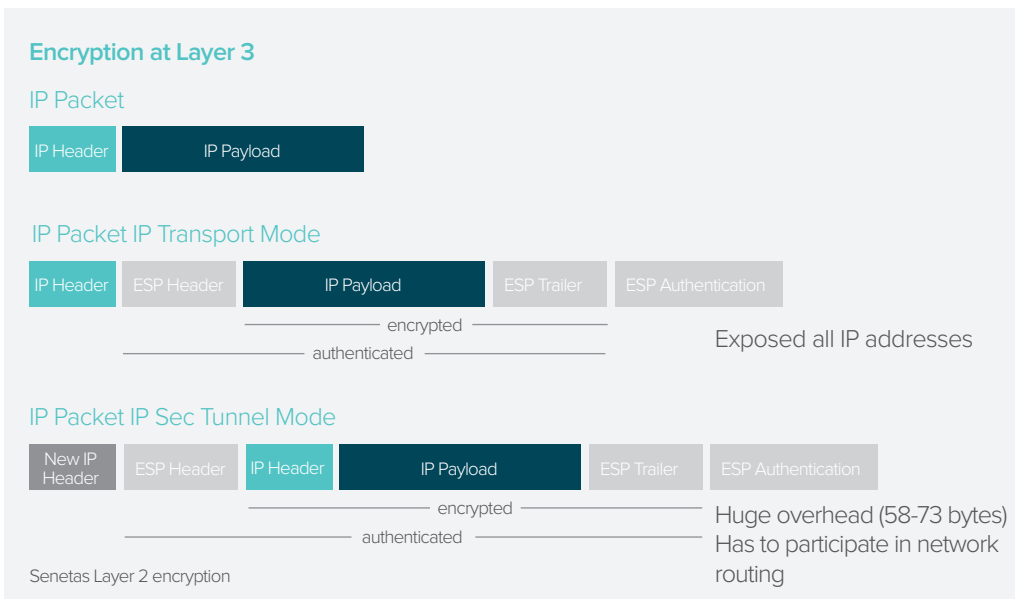 Encryption at Layer 3
IP Packet
IP Header
IP Payload
IP Packet IP Transport Mode
IP Header
ESP Header
IP Payload
ESP Trailer
ESP Authentication
encrypted
authenticated
Exposed all IP addresses
IP Packet IP Sec Tunnel Mode
New IP
Header
ESP Header
IP Header
IP Payload
ESP Trailer
ESP Authentication
encrypted
authenticated
Huge overhead (58-73 bytes)
Has to participate in network
routing
Senetas Layer 2 encryption